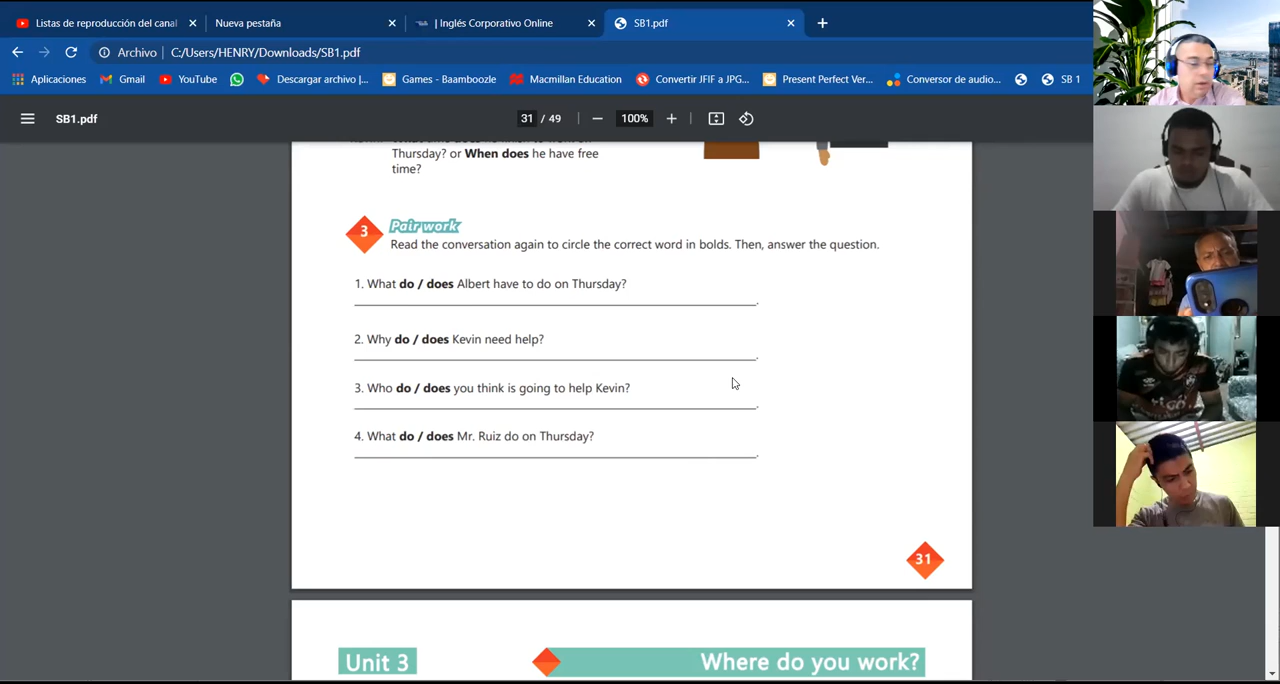 Listas de reproducción del canal
Nueva pestaña
| Inglés Corporativo Online
SB1.pdf
Archivo | C:/Users/HENRY/Downloads/SB1.pdf
Aplicaciones
Gmail
YouTube
Descargar archivo |...
Games - Baamboozle
Macmillan Education
Convertir JFIF a JPG...
Present Perfect Ver...
Conversor de audio...
SB 1
SB1.pdf
31 / 49
100%
Thursday? or When does he have free
time?
3
Pair work
Read the conversation again to circle the correct word in bolds. Then, answer the question.
1. What do / does Albert have to do on Thursday?
2. Why do / does Kevin need help?
3. Who do / does you think is going to help Kevin?
4. What do / does Mr. Ruiz do on Thursday?
31
Unit 3
Where do you work?